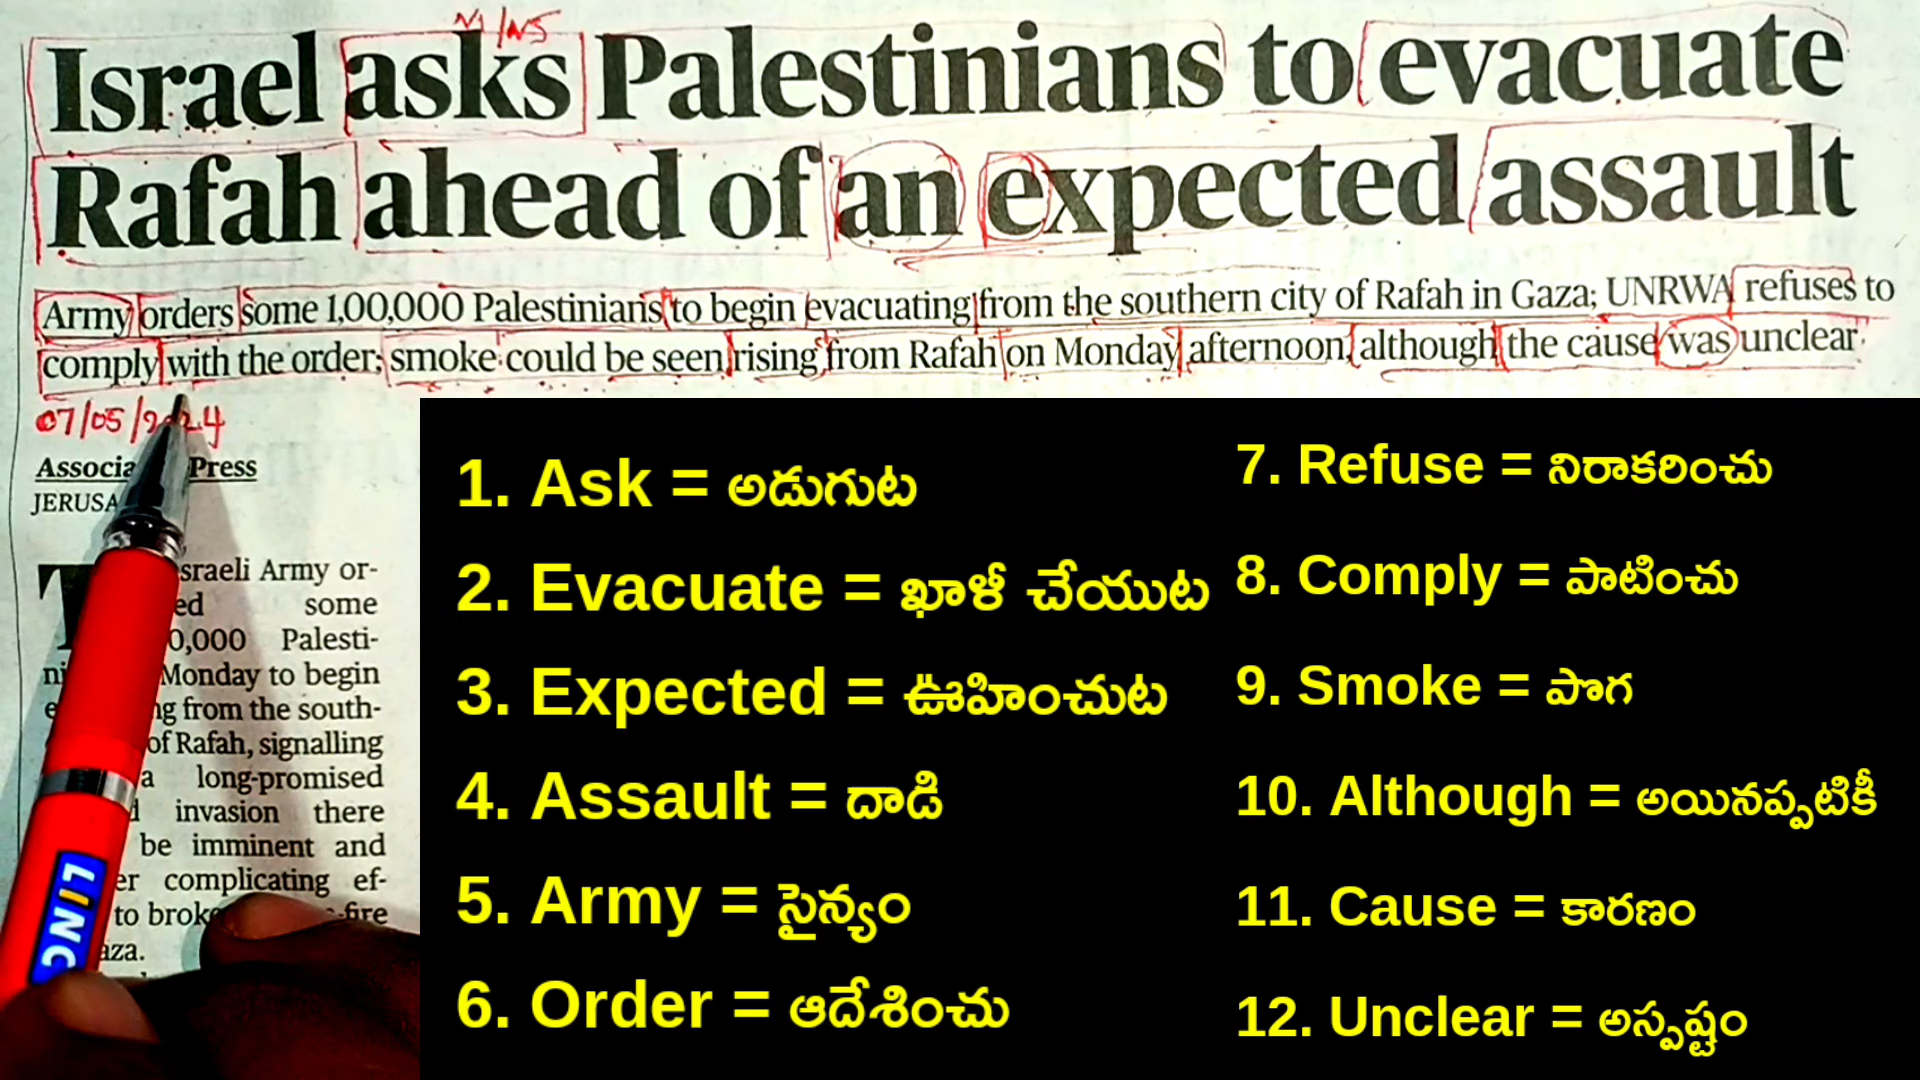 V1/V5
Israel asks Palestinians to evacuate
Rafah ahead of an expected assault
Army orders some 1,00,000 Palestinians to begin evacuating from the southern city of Rafah in Gaza; UNRWA refuses to
comply with the order; smoke could be seen rising from Rafah on Monday afternoon, although the cause was unclear
07/05/2024
Associa Press
JERUSA
sraeli Army or-
ed some
0,000 Palesti-
ni Monday to begin
e g from the south-
of Rafah, signalling
a long-promised
invasion there
be imminent and
er complicating ef-
to brok -fire
aza.
LINC
1. Ask = అడుగుట
2. Evacuate = ఖాళీ చేయుట
3. Expected = ఊహించుట
4. Assault = దాడి
5. Army = సైన్యం
6. Order = ఆదేశించు
7. Refuse = నిరాకరించు
8. Comply = పాటించు
9. Smoke = పొగ
10. Although = అయినప్పటికీ
11. Cause = కారణం
12. Unclear = అస్పష్టం